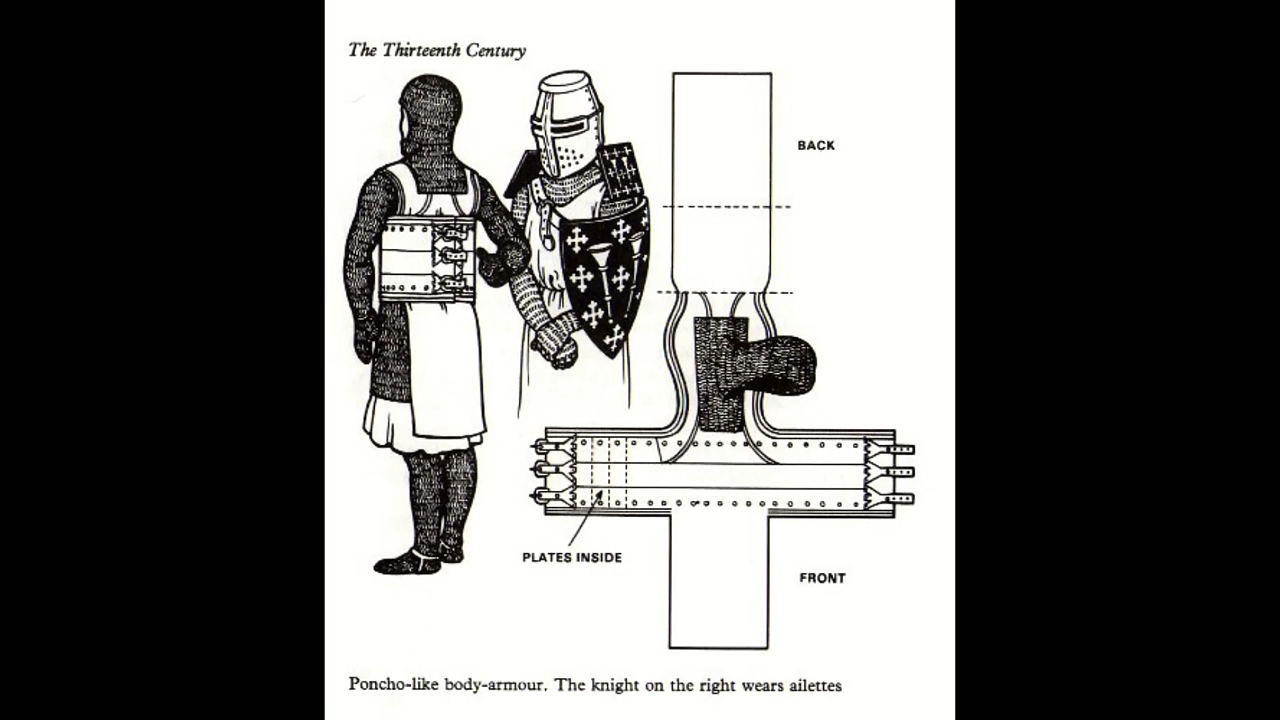 The Thirteenth Century
BACK
PLATES INSIDE
FRONT
Poncho-like body-armour. The knight on the right wears ailettes